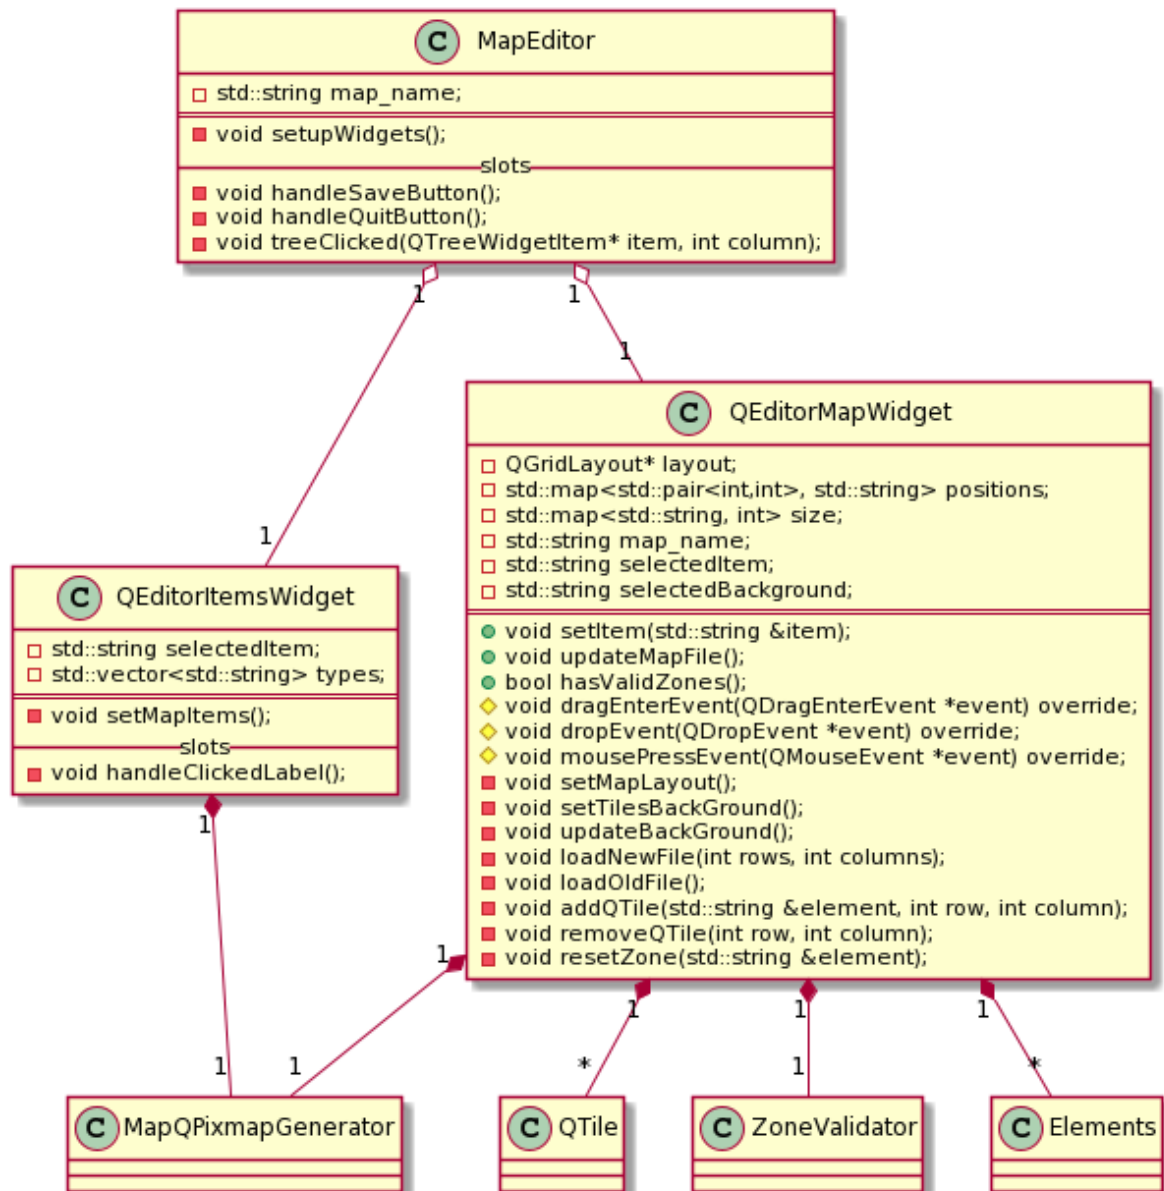 C MapEditor
std::string map_name;
void setupWidgets();
slots
void handleSaveButton();
void handleQuitButton();
void treeClicked(QTreeWidgetItem* item, int column);
1 1
1
1
C QEditorMapWidget
QGridLayout* layout;
std::map<std::pair<int,int>, std::string> positions;
std::map<std::string, int> size;
std::string map_name;
std::string selectedItem;
std::string selectedBackground;
void setItem(std::string &item);
void updateMapFile();
bool hasValidZones();
void dragEnterEvent(QDragEnterEvent *event) override;
void dropEvent(QDropEvent *event) override;
void mousePressEvent(QMouseEvent *event) override;
void setMapLayout();
void setTilesBackGround();
void updateBackGround();
void loadNewFile(int rows, int columns);
void loadOldFile();
void addQTile(std::string &element, int row, int column);
void removeQTile(int row, int column);
void resetZone(std::string &element);
C QEditorItemsWidget
std::string selectedItem;
std::vector<std::string> types;
void setMapItems();
slots
void handleClickedLabel();
1
1
1 1 1
1 1 * 1 *
C MapQPixmapGenerator
C QTile
C ZoneValidator
C Elements